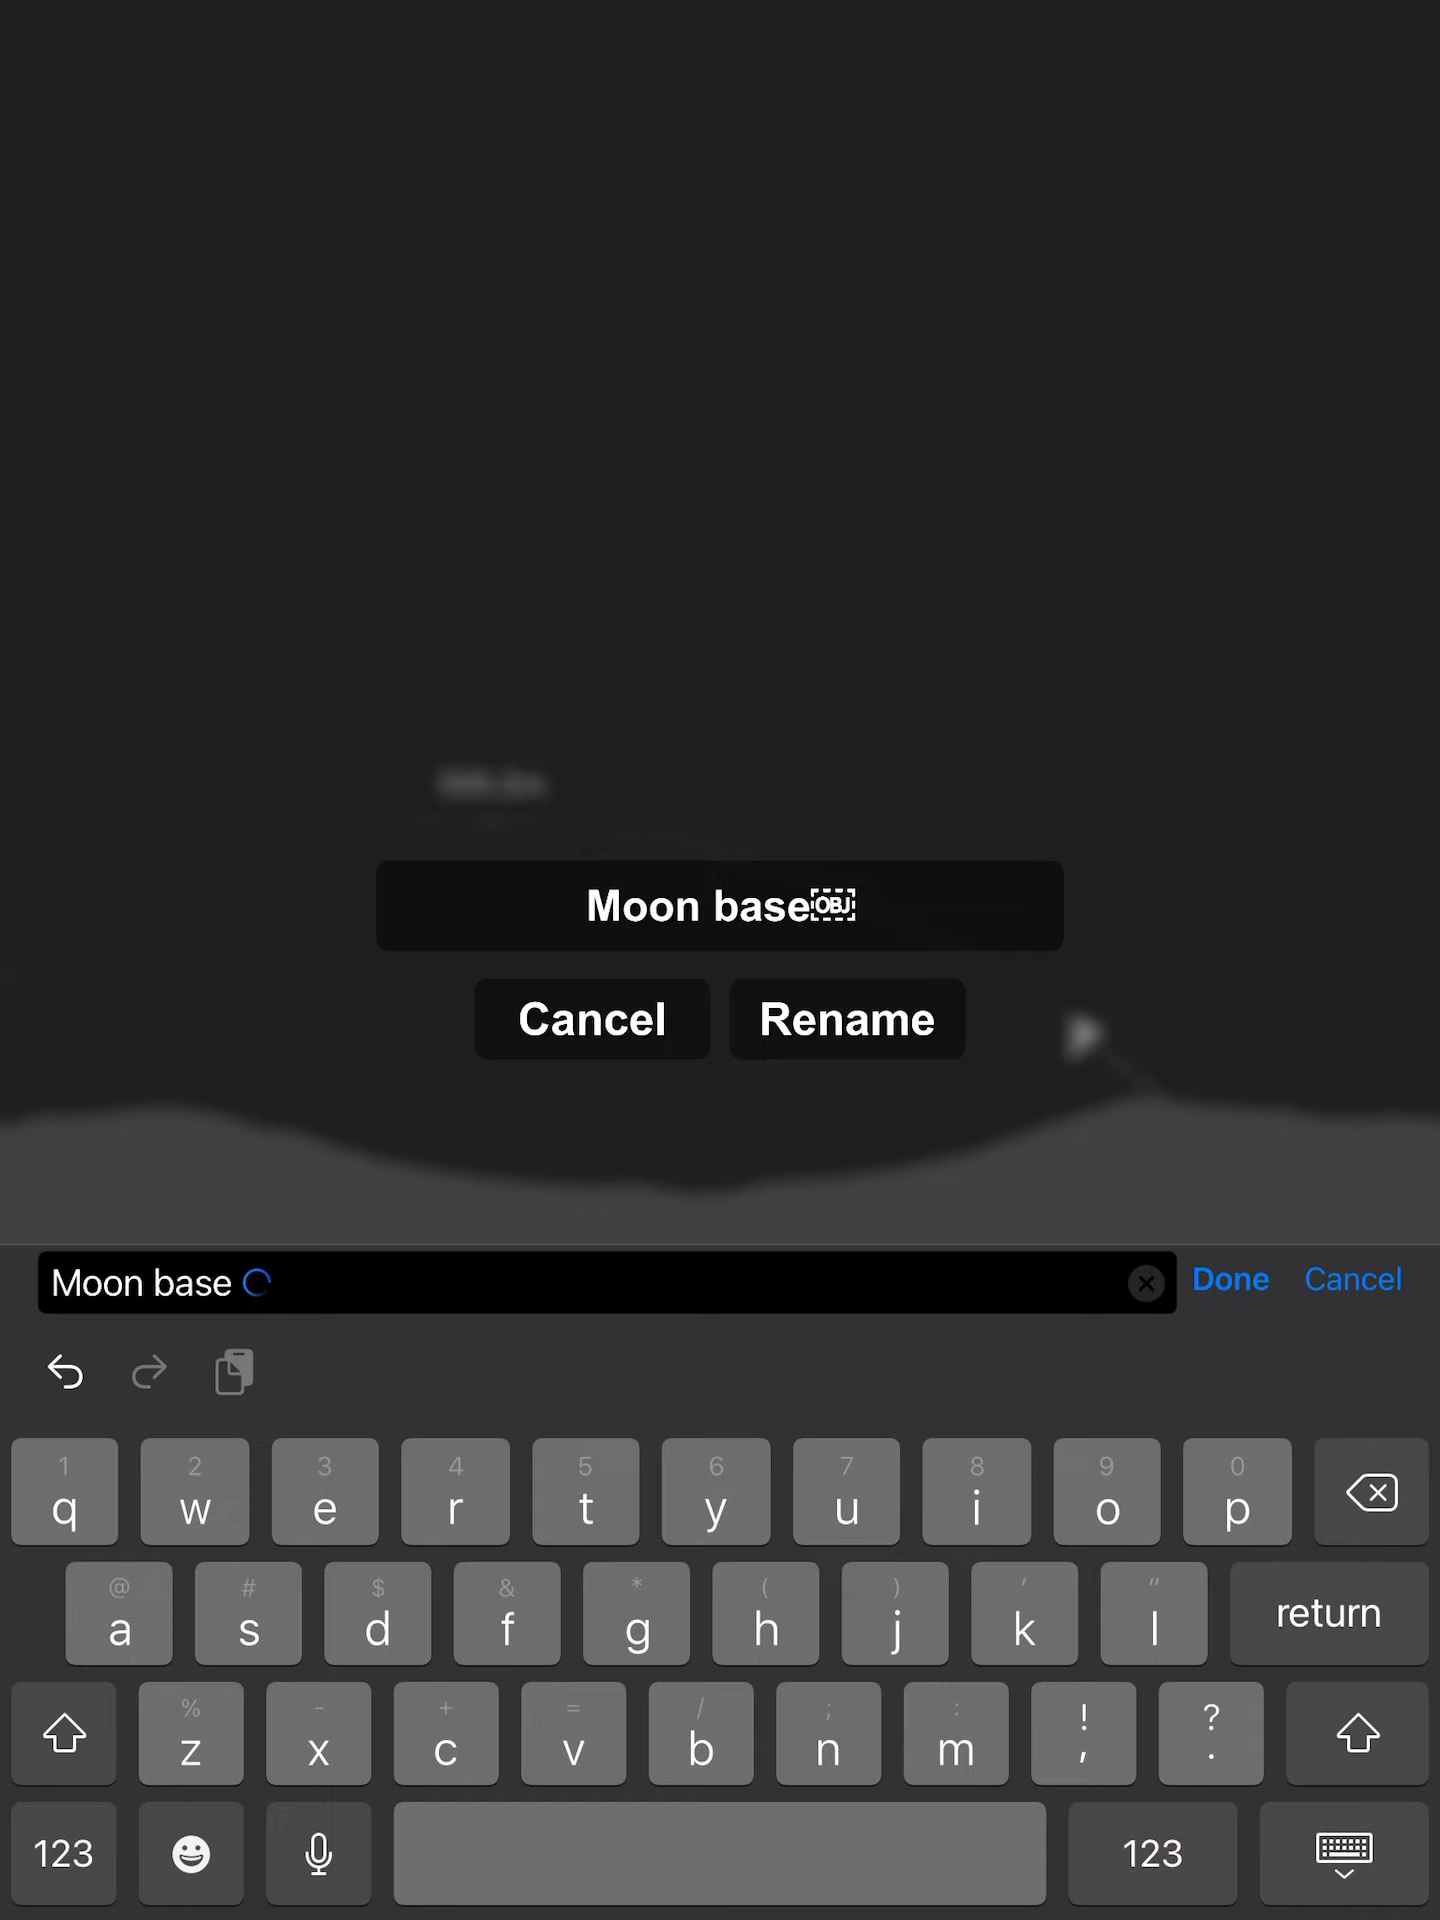 Moon base￼
Cancel Rename
Moon base
Done Cancel
1 2 3 4 5 6 7 8 9 0
q w e r t y u i o p
@ # $ & * ( ) ' "
a s d f g h j k l return
% - + = / ; : ! ?
z x c v b n m , .
123 123